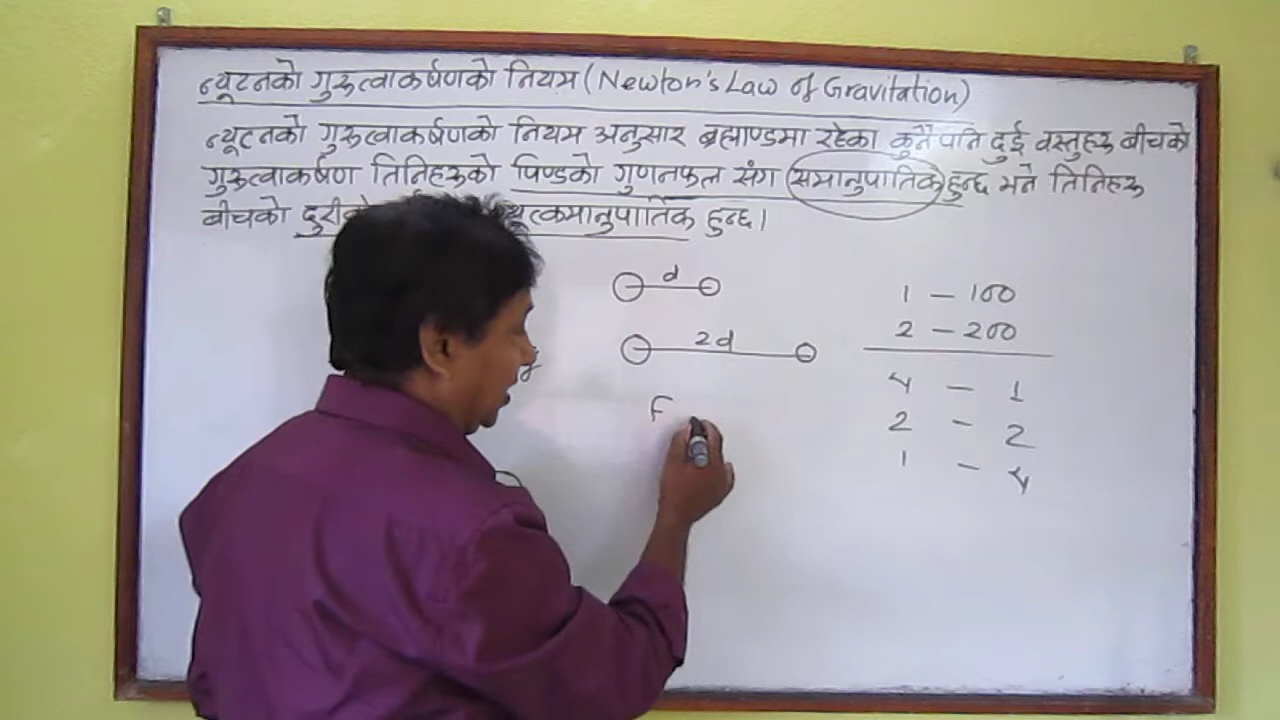 न्यूटनको गुरुत्वाकर्षणको नियम (Newton's Law of Gravitation)
न्यूटनको गुरुत्वाकर्षणको नियम अनुसार ब्रह्माण्डमा रहेका कुनैपनि दुई वस्तुहरु बीचको
गुरुत्वाकर्षण तिनिहरुको पिण्डको गुणनफल संग समानुपातिक हुन्छ भने तिनिहरु
बीचको व्यूत्क्रमानुपातिक हुन्छ।
d
2d
F
1 – 100
2 – 200
4 – 1
2 – 2
1 – 4